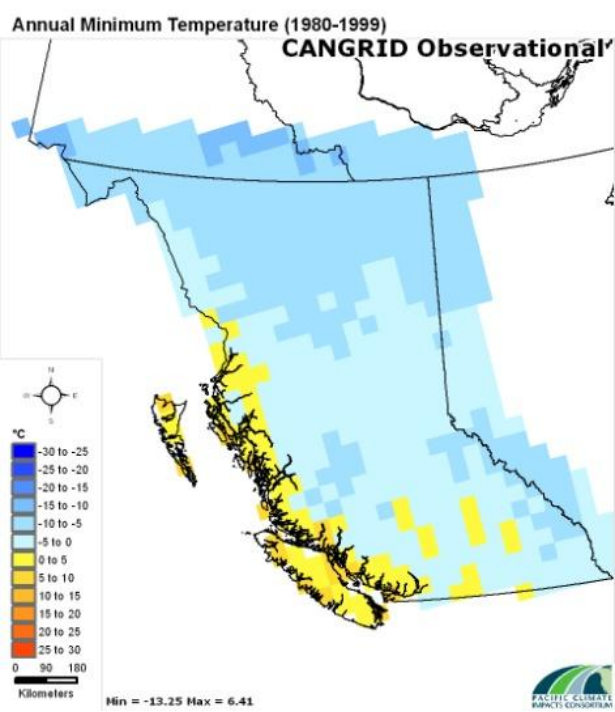 Annual Minimum Temperature (1980-1999)
CANGRID Observational
N
W E
S
°C
-30 to -25
-25 to -20
-20 to -15
-15 to -10
-10 to -5
-5 to 0
0 to 5
5 to 10
10 to 15
15 to 20
20 to 25
25 to 30
0 90 180
Kilometers
Min = -13.25 Max = 6.41
PACIFIC CLIMATE
IMPACTS CONSORTIUM